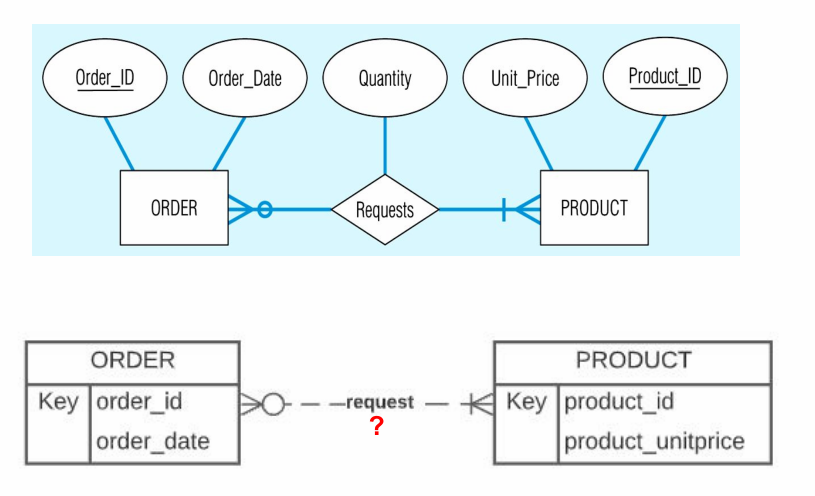 Order_ID
Order_Date
Quantity
Unit_Price
Product_ID
ORDER
Requests
PRODUCT
ORDER
Key
order_id
order_date
request
?
PRODUCT
Key
product_id
product_unitprice